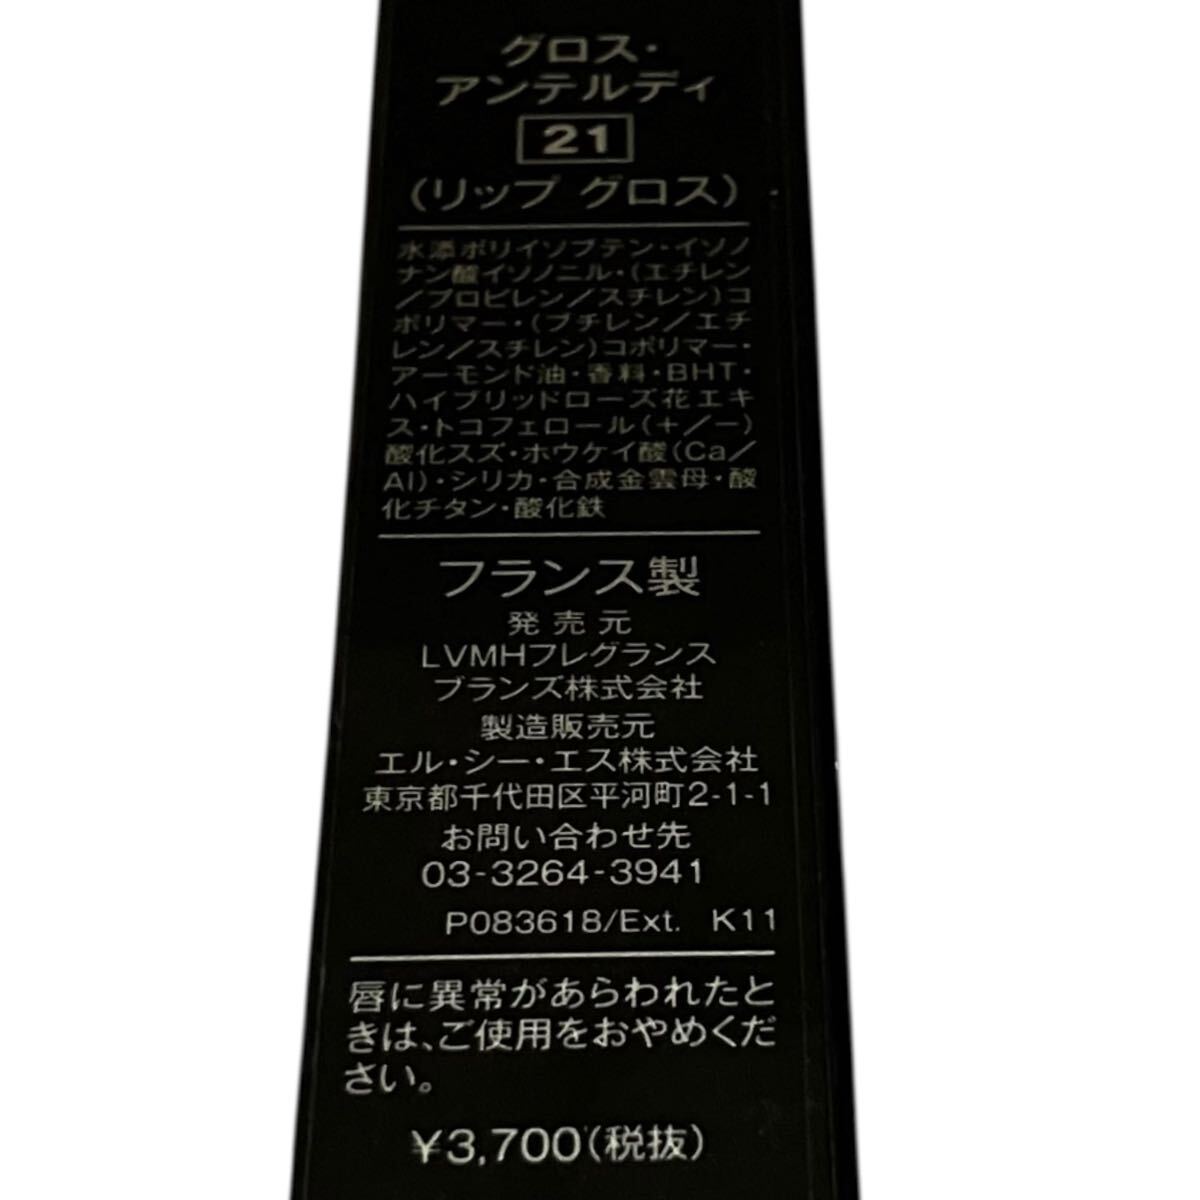 グロス・
アンテルディ
21
(リップ グロス)
水添ポリイソブテン・イソノ
ナン酸イソノニル・(エチレン
/プロピレン/スチレン)コ
ポリマー・(ブチレン/エチ
レン/スチレン)コポリマー・
アーモンド油・香料・BHT・
ハイブリッドローズ花エキ
ス・トコフェロール(+/−)
酸化スズ・ホウケイ酸(Ca/
Al)・シリカ・合成金雲母・酸
化チタン・酸化鉄
フランス製
発売元
LVMHフレグランス
ブランズ株式会社
製造販売元
エル・シー・エス株式会社
東京都千代田区平河町2-1-1
お問い合わせ先
03-3264-3941
P083618/Ext. K11
唇に異常があらわれたと
きは、ご使用をおやめくだ
さい。
¥3,700(税抜)